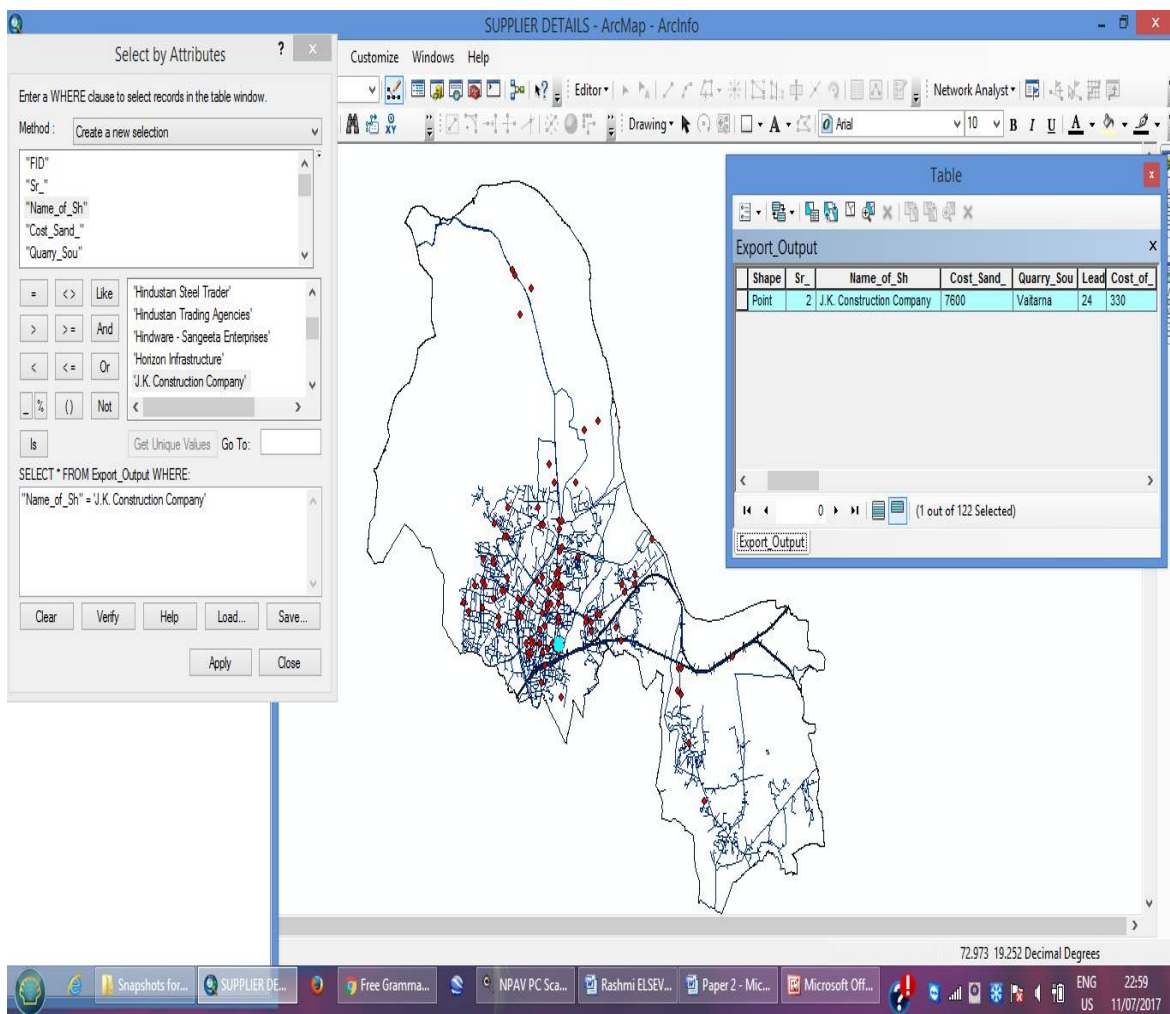 SUPPLIER DETAILS - ArcMap - ArcInfo
Select by Attributes
?
x
Customize Windows Help
Enter a WHERE clause to select records in the table window.
Method : Create a new selection
"FID"
"Sr_"
"Name_of_Sh"
"Cost_Sand_"
"Quarry_Sou"
= <> Like
> >= And
< <= Or
_ % () Not
Is
'Hindustan Steel Trader'
'Hindustan Trading Agencies'
'Hindware - Sangeeta Enterprises'
'Horizon Infrastructure'
'J.K. Construction Company'
Get Unique Values Go To:
SELECT * FROM Export_Output WHERE:
"Name_of_Sh" = 'J.K. Construction Company'
Clear Verify Help Load... Save...
Apply Close
Editor
Network Analyst
XY
Drawing A Arial 10 B I U A
Table
x
Export_Output
x
Shape Sr_ Name_of_Sh Cost_Sand_ Quarry_Sou Lead Cost_of_
Point 2 J.K. Construction Company 7600 Vaitarna 24 330
0 (1 out of 122 Selected)
Export_Output
72.973 19.252 Decimal Degrees
Snapshots for... SUPPLIER DE... Free Gramma... NPAV PC Sca... Rashmi ELSEV... Paper 2 - Mic... Microsoft Off...
ENG 22:59
US 11/07/2017